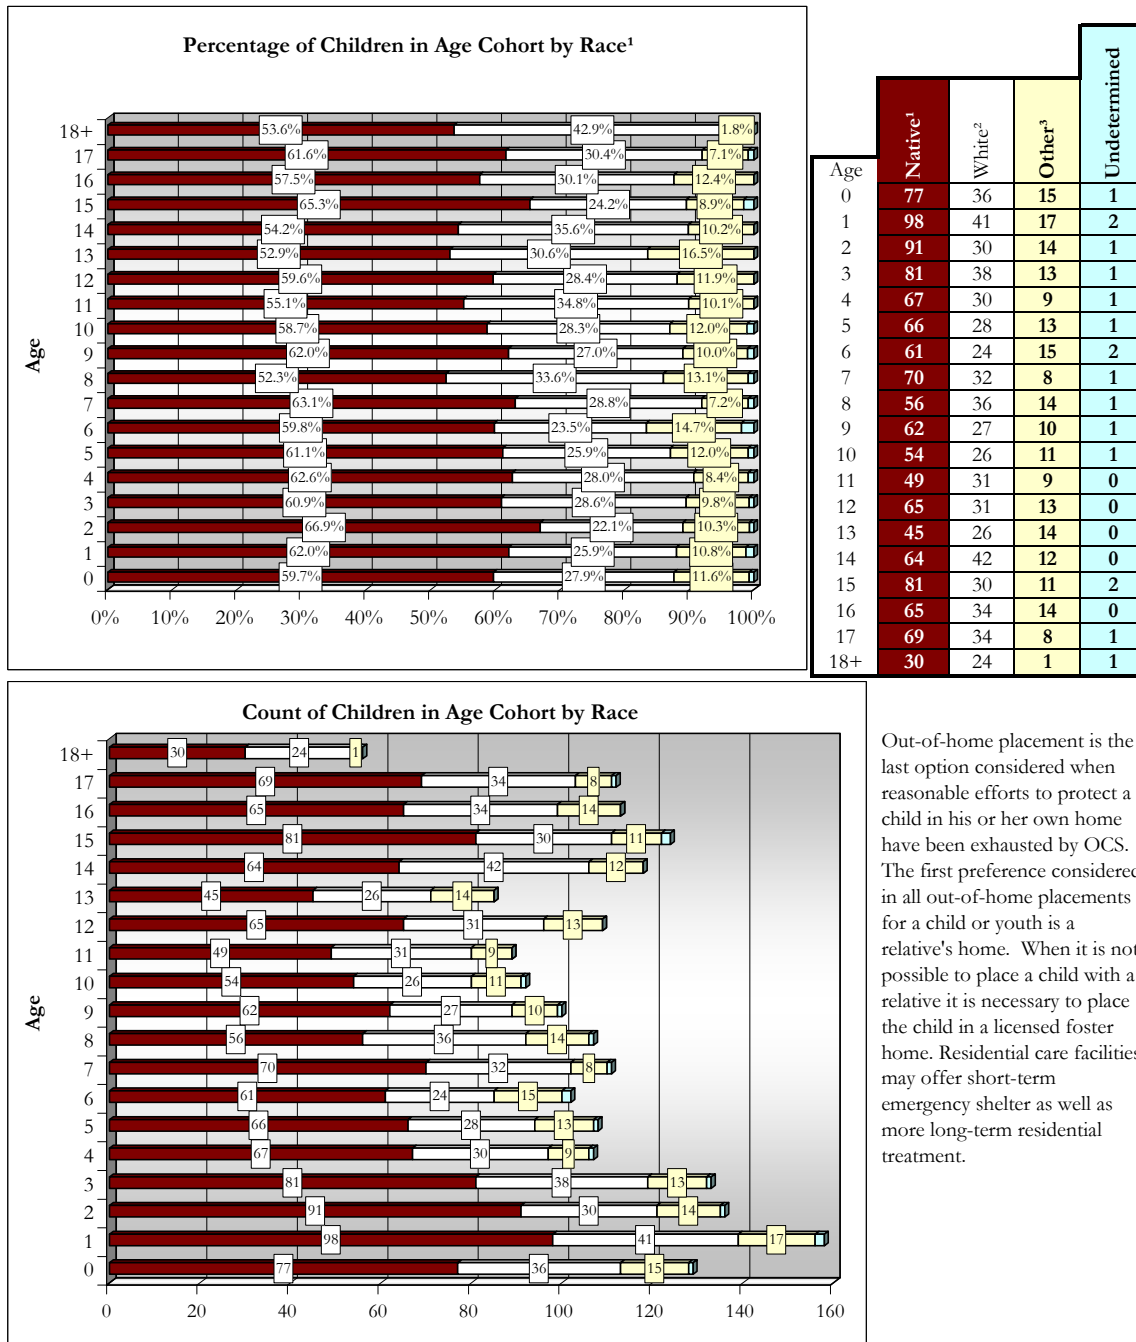 Percentage of Children in Age Cohort by Race¹
Age
18+ 53.6% 42.9% 1.8%
17 61.6% 30.4% 7.1%
16 57.5% 30.1% 12.4%
15 65.3% 24.2% 8.9%
14 54.2% 35.6% 10.2%
13 52.9% 30.6% 16.5%
12 59.6% 28.4% 11.9%
11 55.1% 34.8% 10.1%
10 58.7% 28.3% 12.0%
9 62.0% 27.0% 10.0%
8 52.3% 33.6% 13.1%
7 63.1% 28.8% 7.2%
6 59.8% 23.5% 14.7%
5 61.1% 25.9% 12.0%
4 62.6% 28.0% 8.4%
3 60.9% 28.6% 9.8%
2 66.9% 22.1% 10.3%
1 62.0% 25.9% 10.8%
0 59.7% 27.9% 11.6%
0% 10% 20% 30% 40% 50% 60% 70% 80% 90% 100%
Age Native¹ White² Other³ Undetermined
0 77 36 15 1
1 98 41 17 2
2 91 30 14 1
3 81 38 13 1
4 67 30 9 1
5 66 28 13 1
6 61 24 15 2
7 70 32 8 1
8 56 36 14 1
9 62 27 10 1
10 54 26 11 1
11 49 31 9 0
12 65 31 13 0
13 45 26 14 0
14 64 42 12 0
15 81 30 11 2
16 65 34 14 0
17 69 34 8 1
18+ 30 24 1 1
Count of Children in Age Cohort by Race
Age
18+ 30 24 1
17 69 34 8
16 65 34 14
15 81 30 11
14 64 42 12
13 45 26 14
12 65 31 13
11 49 31 9
10 54 26 11
9 62 27 10
8 56 36 14
7 70 32 8
6 61 24 15
5 66 28 13
4 67 30 9
3 81 38 13
2 91 30 14
1 98 41 17
0 77 36 15
0 20 40 60 80 100 120 140 160
Out-of-home placement is the
last option considered when
reasonable efforts to protect a
child in his or her own home
have been exhausted by OCS.
The first preference considered
in all out-of-home placements
for a child or youth is a
relative's home. When it is not
possible to place a child with a
relative it is necessary to place
the child in a licensed foster
home. Residential care facilities
may offer short-term
emergency shelter as well as
more long-term residential
treatment.